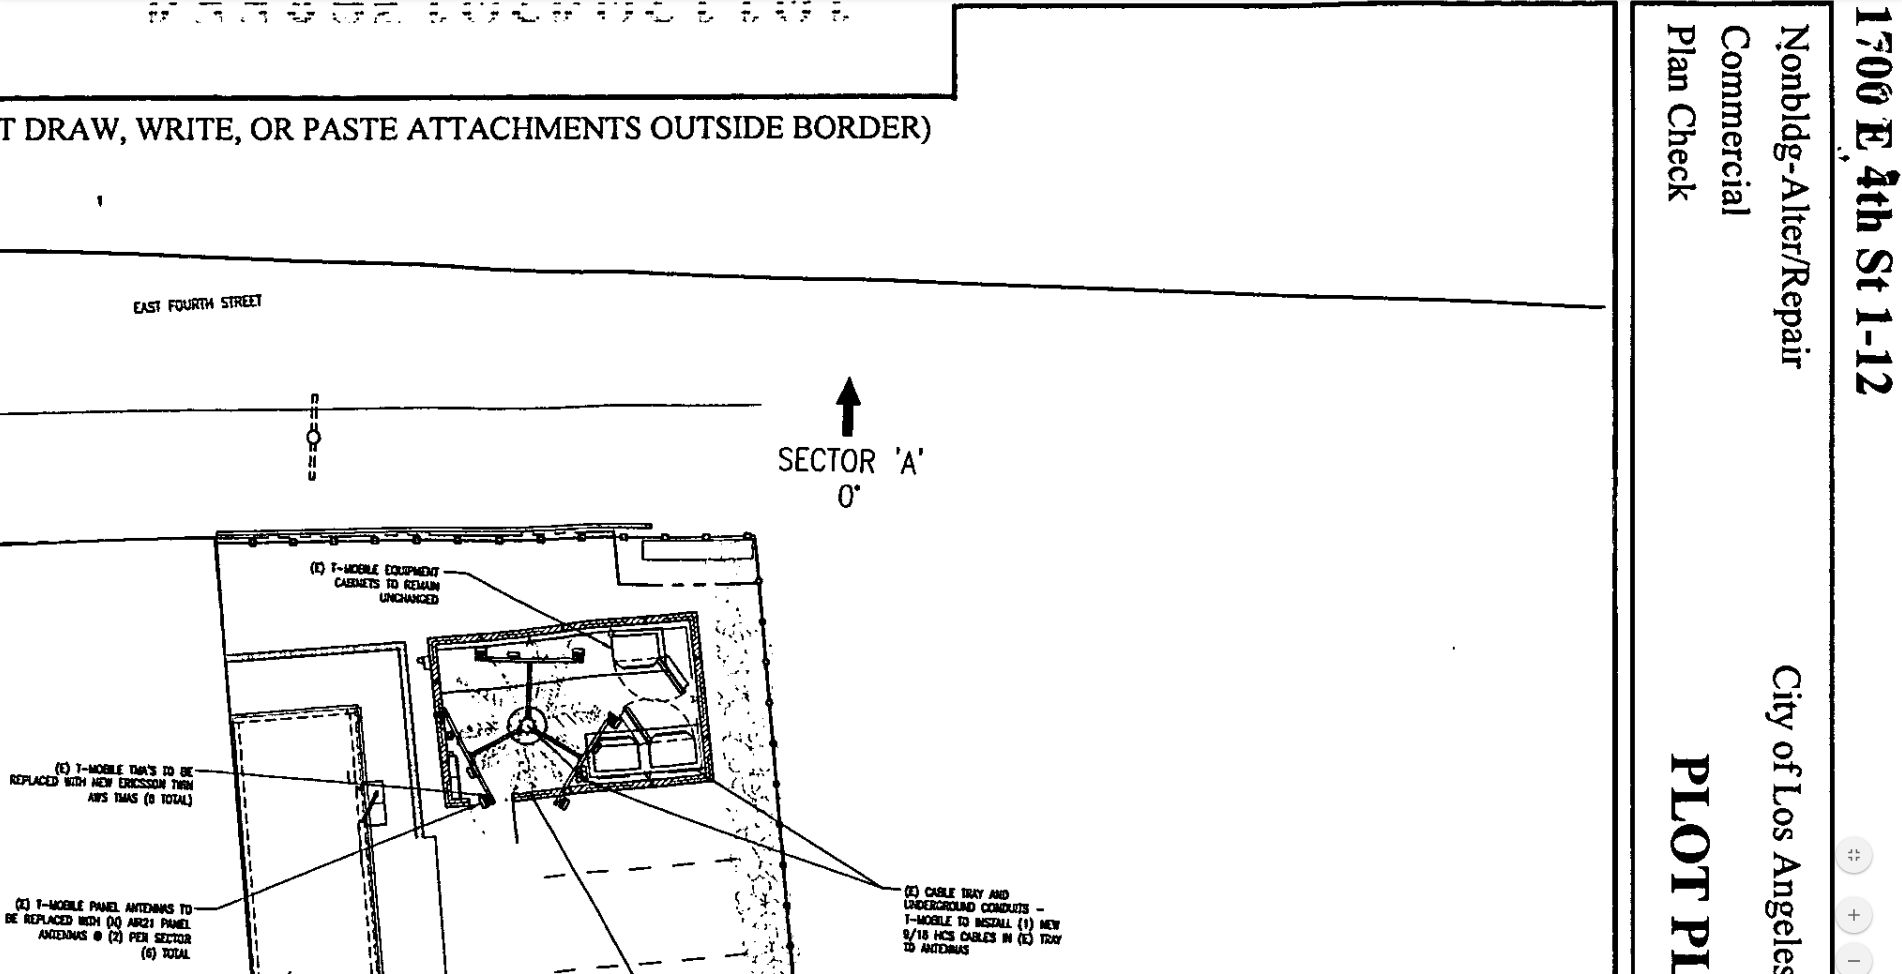 T DRAW, WRITE, OR PASTE ATTACHMENTS OUTSIDE BORDER)
EAST FOURTH STREET
SECTOR 'A'
0°
(E) T-MOBILE EQUIPMENT
CABINETS TO REMAIN
UNCHANGED
(E) T-MOBILE TMA'S TO BE
REPLACED WITH NEW ERICSSON TWIN
AWS TMAS (6 TOTAL)
(E) T-MOBILE PANEL ANTENNAS TO
BE REPLACED WITH (N) AIR21 PANEL
ANTENNAS @ (2) PER SECTOR
(6) TOTAL
(E) CABLE TRAY AND
UNDERGROUND CONDUITS -
T-MOBILE TO INSTALL (1) NEW
9/18 HCS CABLES IN (E) TRAY
TO ANTENNAS
1700 E 4th St 1-12
Nonbldg-Alter/Repair
Commercial
Plan Check
City of Los Angeles
PLOT PL